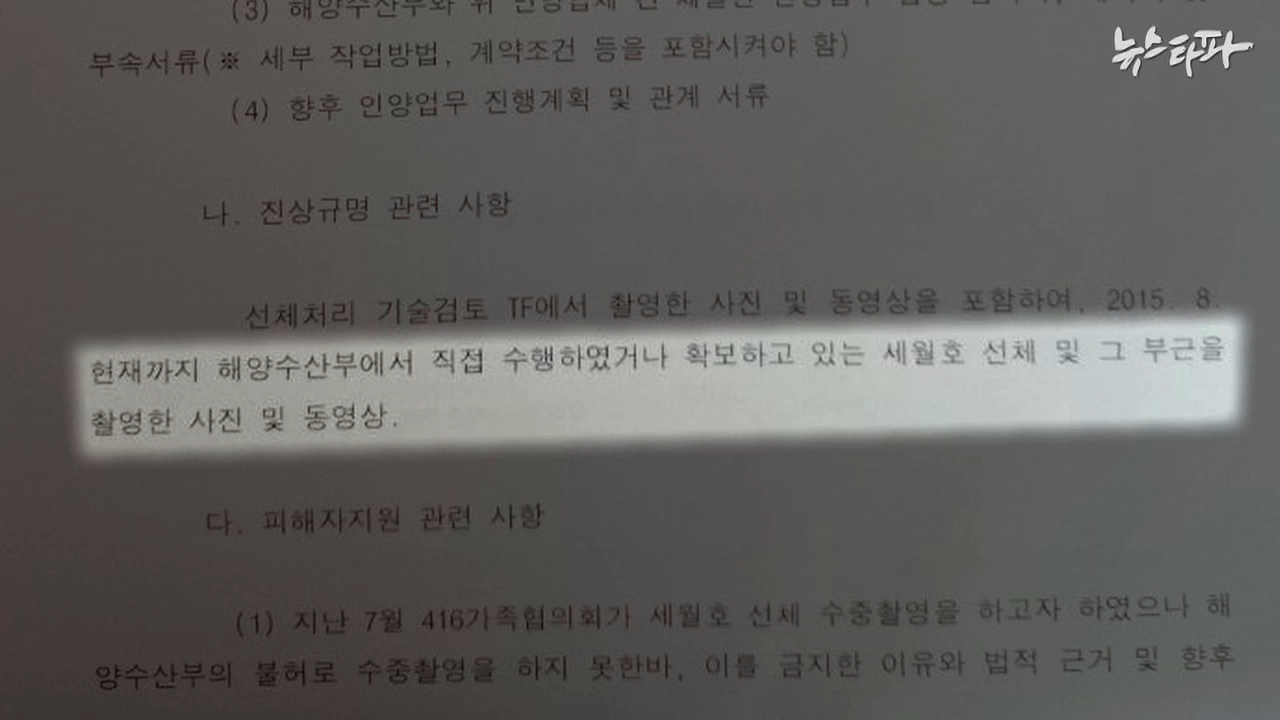 뉴스타파
(3) 해양수산부와 위
부속서류(※ 세부 작업방법, 계약조건 등을 포함시켜야 함)
(4) 향후 인양업무 진행계획 및 관계 서류
나. 진상규명 관련 사항
선체처리 기술검토 TF에서 촬영한 사진 및 동영상을 포함하여, 2015. 8.
현재까지 해양수산부에서 직접 수행하였거나 확보하고 있는 세월호 선체 및 그 부근을
촬영한 사진 및 동영상.
다. 피해자지원 관련 사항
(1) 지난 7월 416가족협의회가 세월호 선체 수중촬영을 하고자 하였으나 해
양수산부의 불허로 수중촬영을 하지 못한바, 이를 금지한 이유와 법적 근거 및 향후